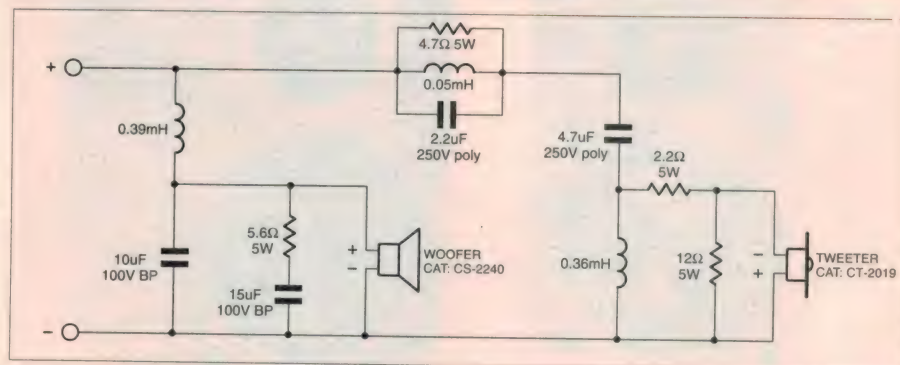 4.7Ω 5W
+
0.05mH
0.39mH
2.2uF
250V poly
4.7uF
250V poly
2.2Ω
5W
5.6Ω
5W
+
-
WOOFER
CAT: CS-2240
10uF
100V BP
0.36mH
12Ω
5W
-
+
TWEETER
CAT: CT-2019
15uF
100V BP
-